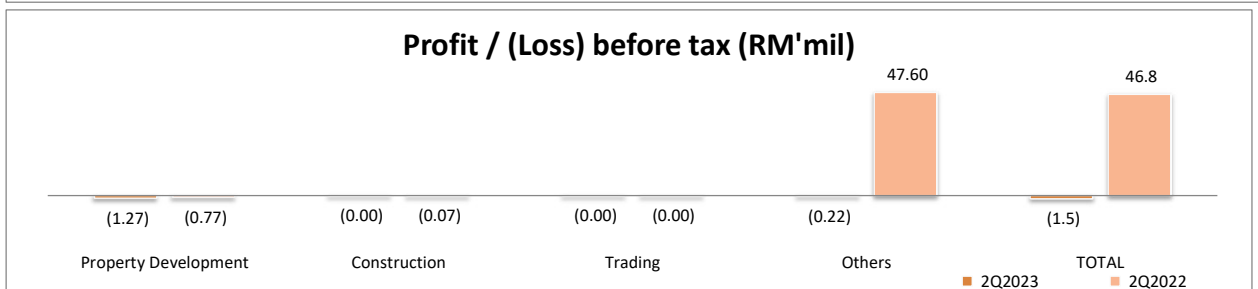 Profit / (Loss) before tax (RM'mil)
47.60
46.8
(1.27) (0.77) (0.00) (0.07) (0.00) (0.00) (0.22) (1.5)
Property Development Construction Trading Others TOTAL
2Q2023 2Q2022